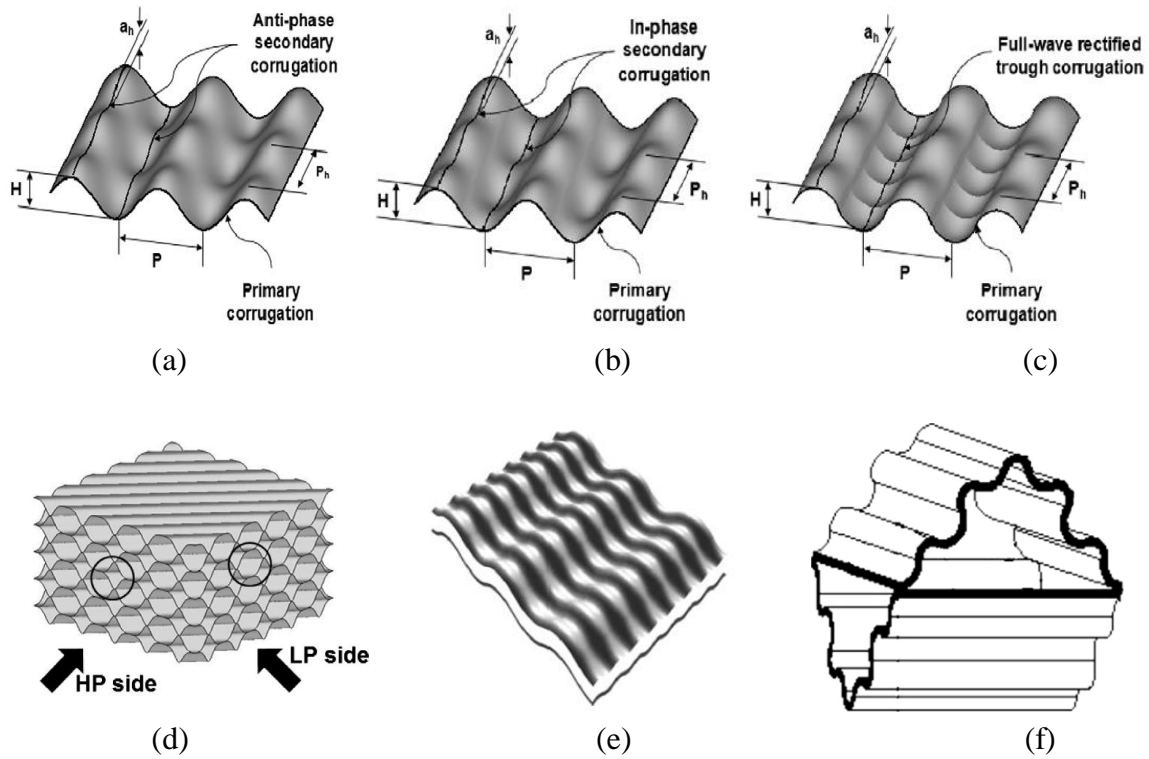 a_h
Anti-phase
secondary
corrugation
H
P_h
P
Primary
corrugation
(a)
a_h
In-phase
secondary
corrugation
H
P_h
P
Primary
corrugation
(b)
a_h
Full-wave rectified
trough corrugation
H
P_h
P
Primary
corrugation
(c)
HP side
LP side
(d)
(e)
(f)